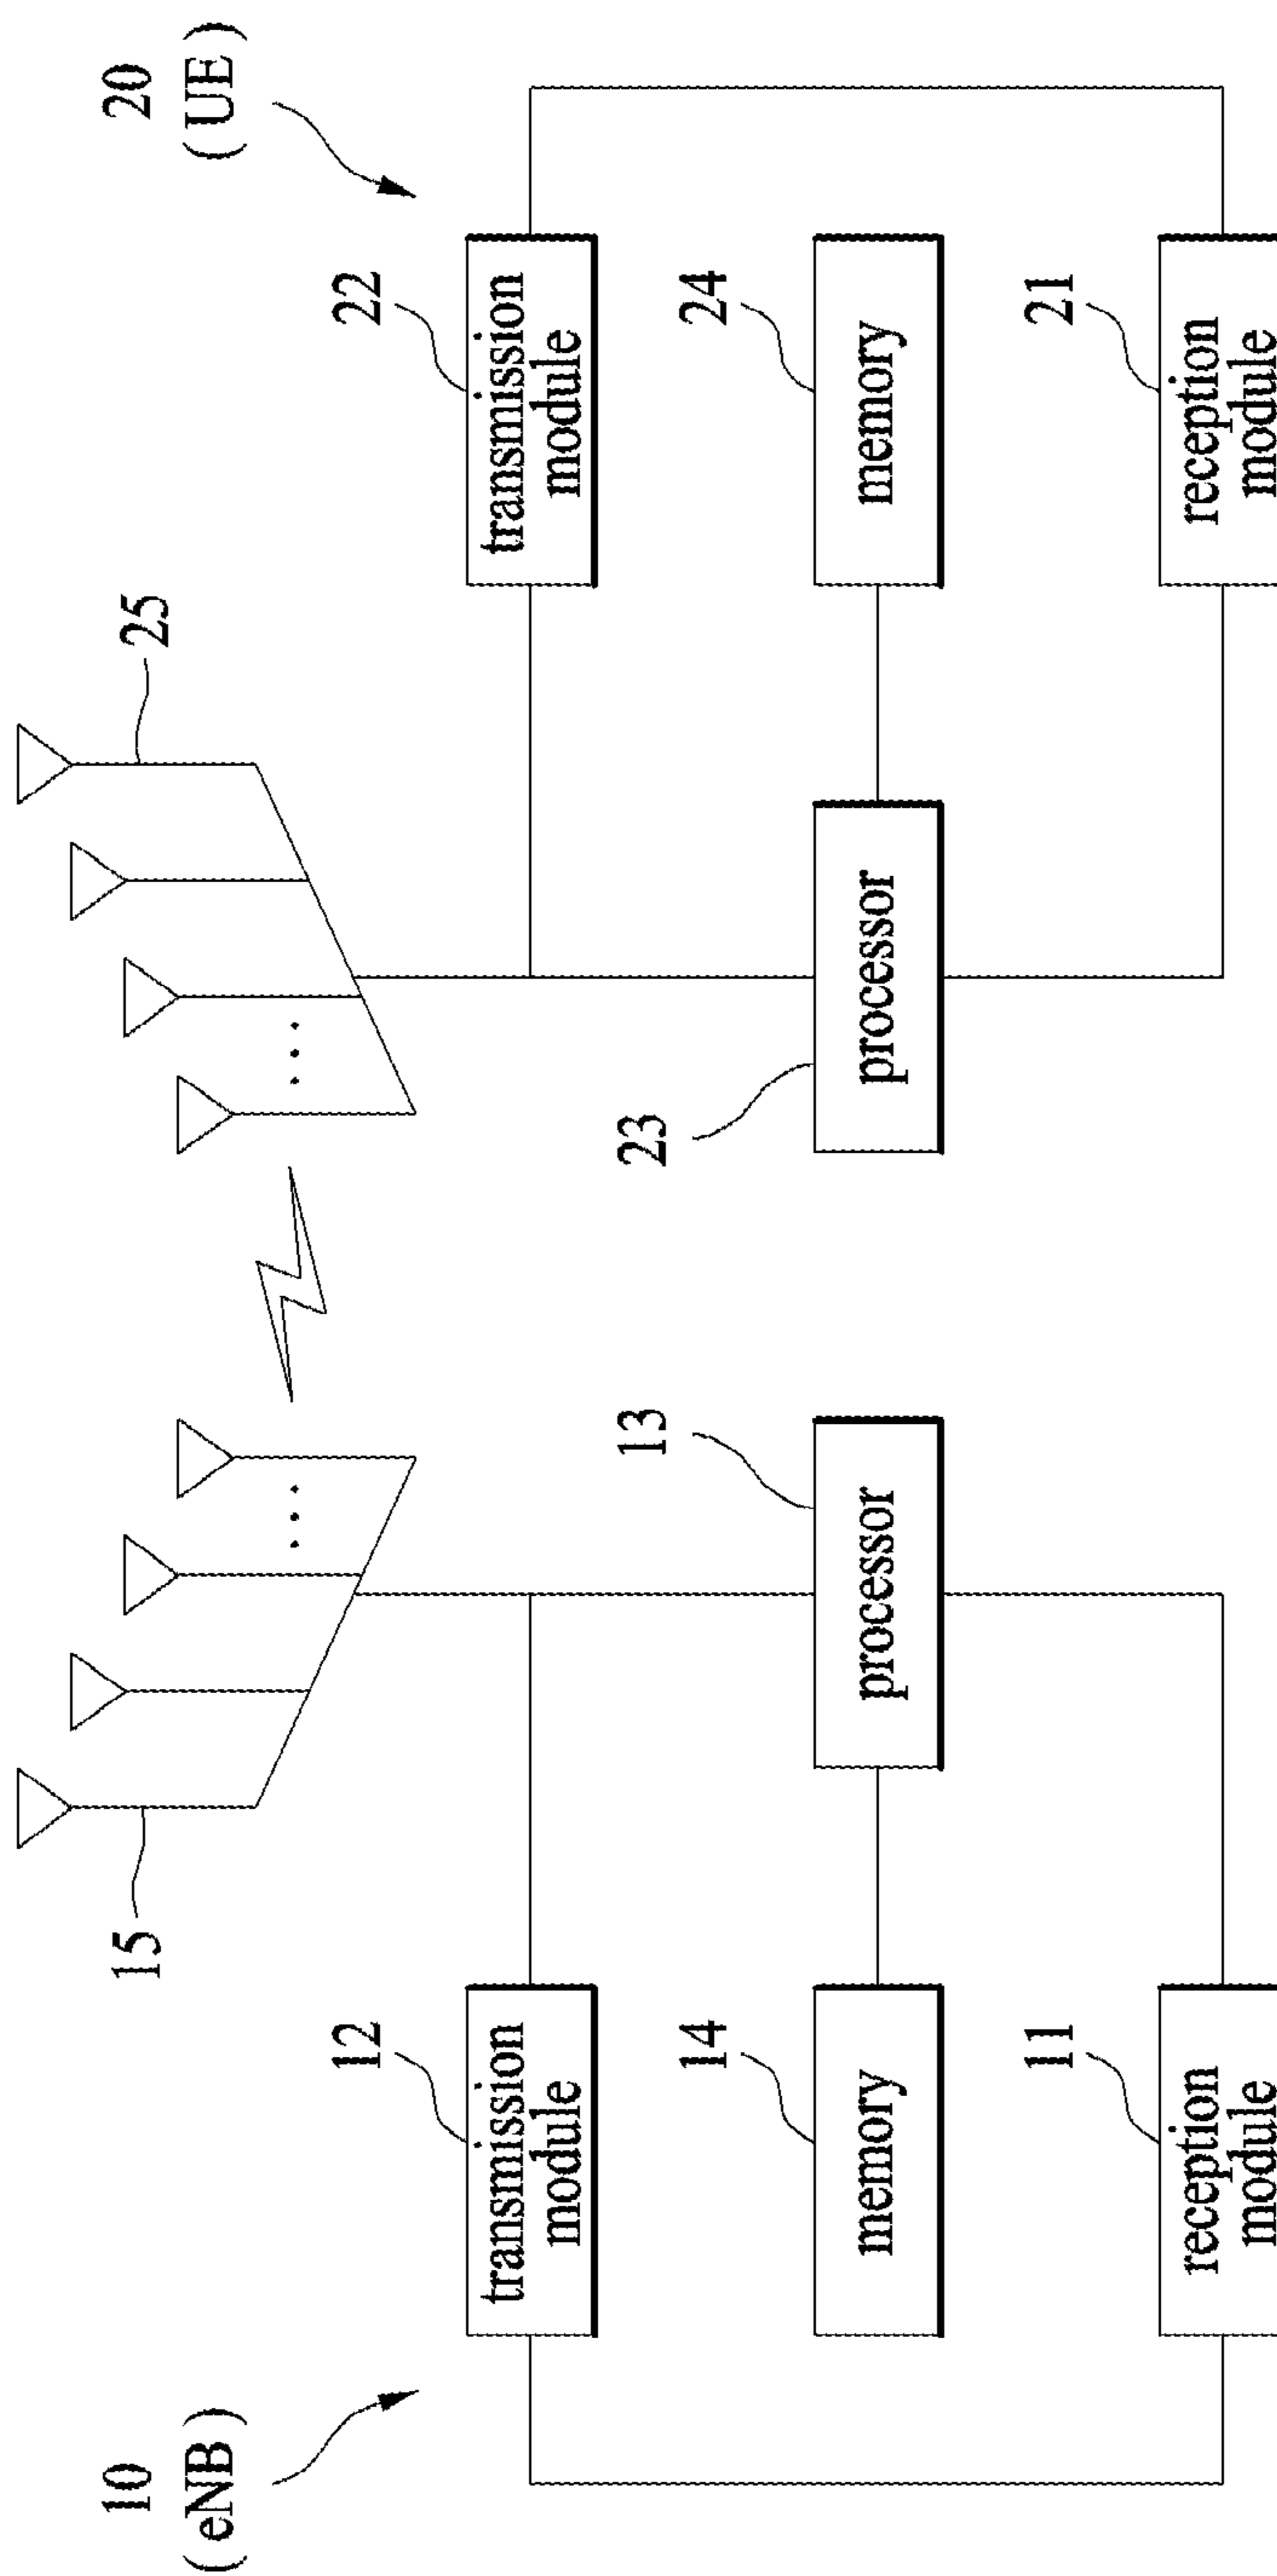 10
( eNB )
20
( UE )
15
25
12
transmission
module
22
transmission
module
13
23
14
memory
processor
processor
24
memory
11
reception
module
21
reception
module